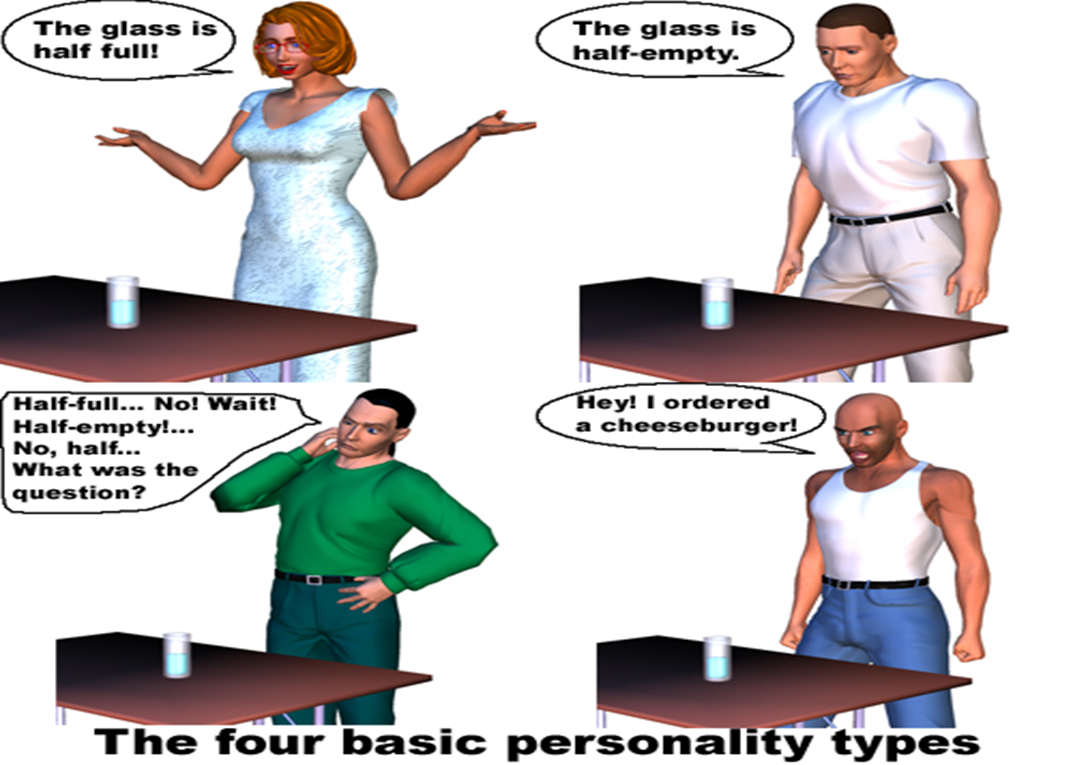 The glass is
half full!
The glass is
half-empty.
Half-full... No! Wait!
Half-empty!...
No, half...
What was the
question?
Hey! I ordered
a cheeseburger!
The four basic personality types